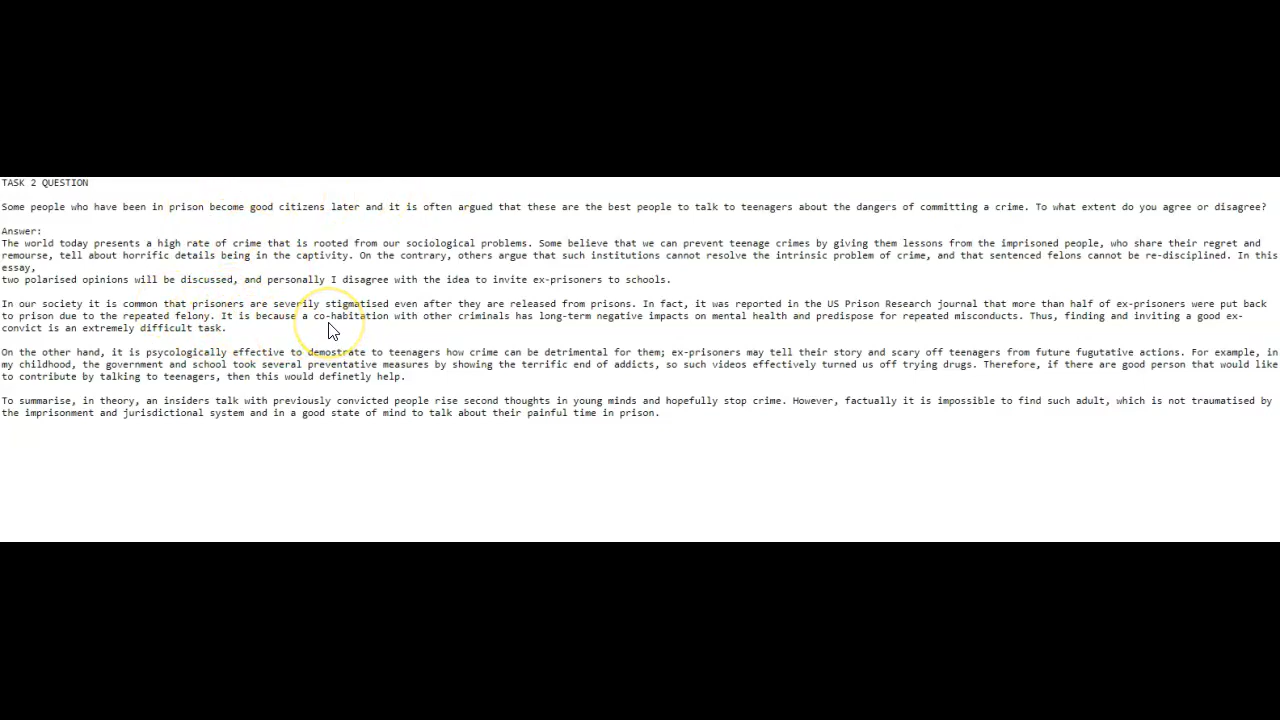 TASK 2 QUESTION
Some people who have been in prison become good citizens later and it is often argued that these are the best people to talk to teenagers about the dangers of committing a crime. To what extent do you agree or disagree?
Answer:
The world today presents a high rate of crime that is rooted from our sociological problems. Some believe that we can prevent teenage crimes by giving them lessons from the imprisoned people, who share their regret and
remourse, tell about horrific details being in the captivity. On the contrary, others argue that such institutions cannot resolve the intrinsic problem of crime, and that sentenced felons cannot be re-disciplined. In this
essay,
two polarised opinions will be discussed, and personally I disagree with the idea to invite ex-prisoners to schools.
In our society it is common that prisoners are severily stigmatised even after they are released from prisons. In fact, it was reported in the US Prison Research journal that more than half of ex-prisoners were put back
to prison due to the repeated felony. It is because a co-habitation with other criminals has long-term negative impacts on mental health and predispose for repeated misconducts. Thus, finding and inviting a good ex-
convict is an extremely difficult task.
On the other hand, it is psycologically effective to demostrate to teenagers how crime can be detrimental for them; ex-prisoners may tell their story and scary off teenagers from future fugutative actions. For example, in
my childhood, the government and school took several preventative measures by showing the terrific end of addicts, so such videos effectively turned us off trying drugs. Therefore, if there are good person that would like
to contribute by talking to teenagers, then this would definetly help.
To summarise, in theory, an insiders talk with previously convicted people rise second thoughts in young minds and hopefully stop crime. However, factually it is impossible to find such adult, which is not traumatised by
the imprisonment and jurisdictional system and in a good state of mind to talk about their painful time in prison.